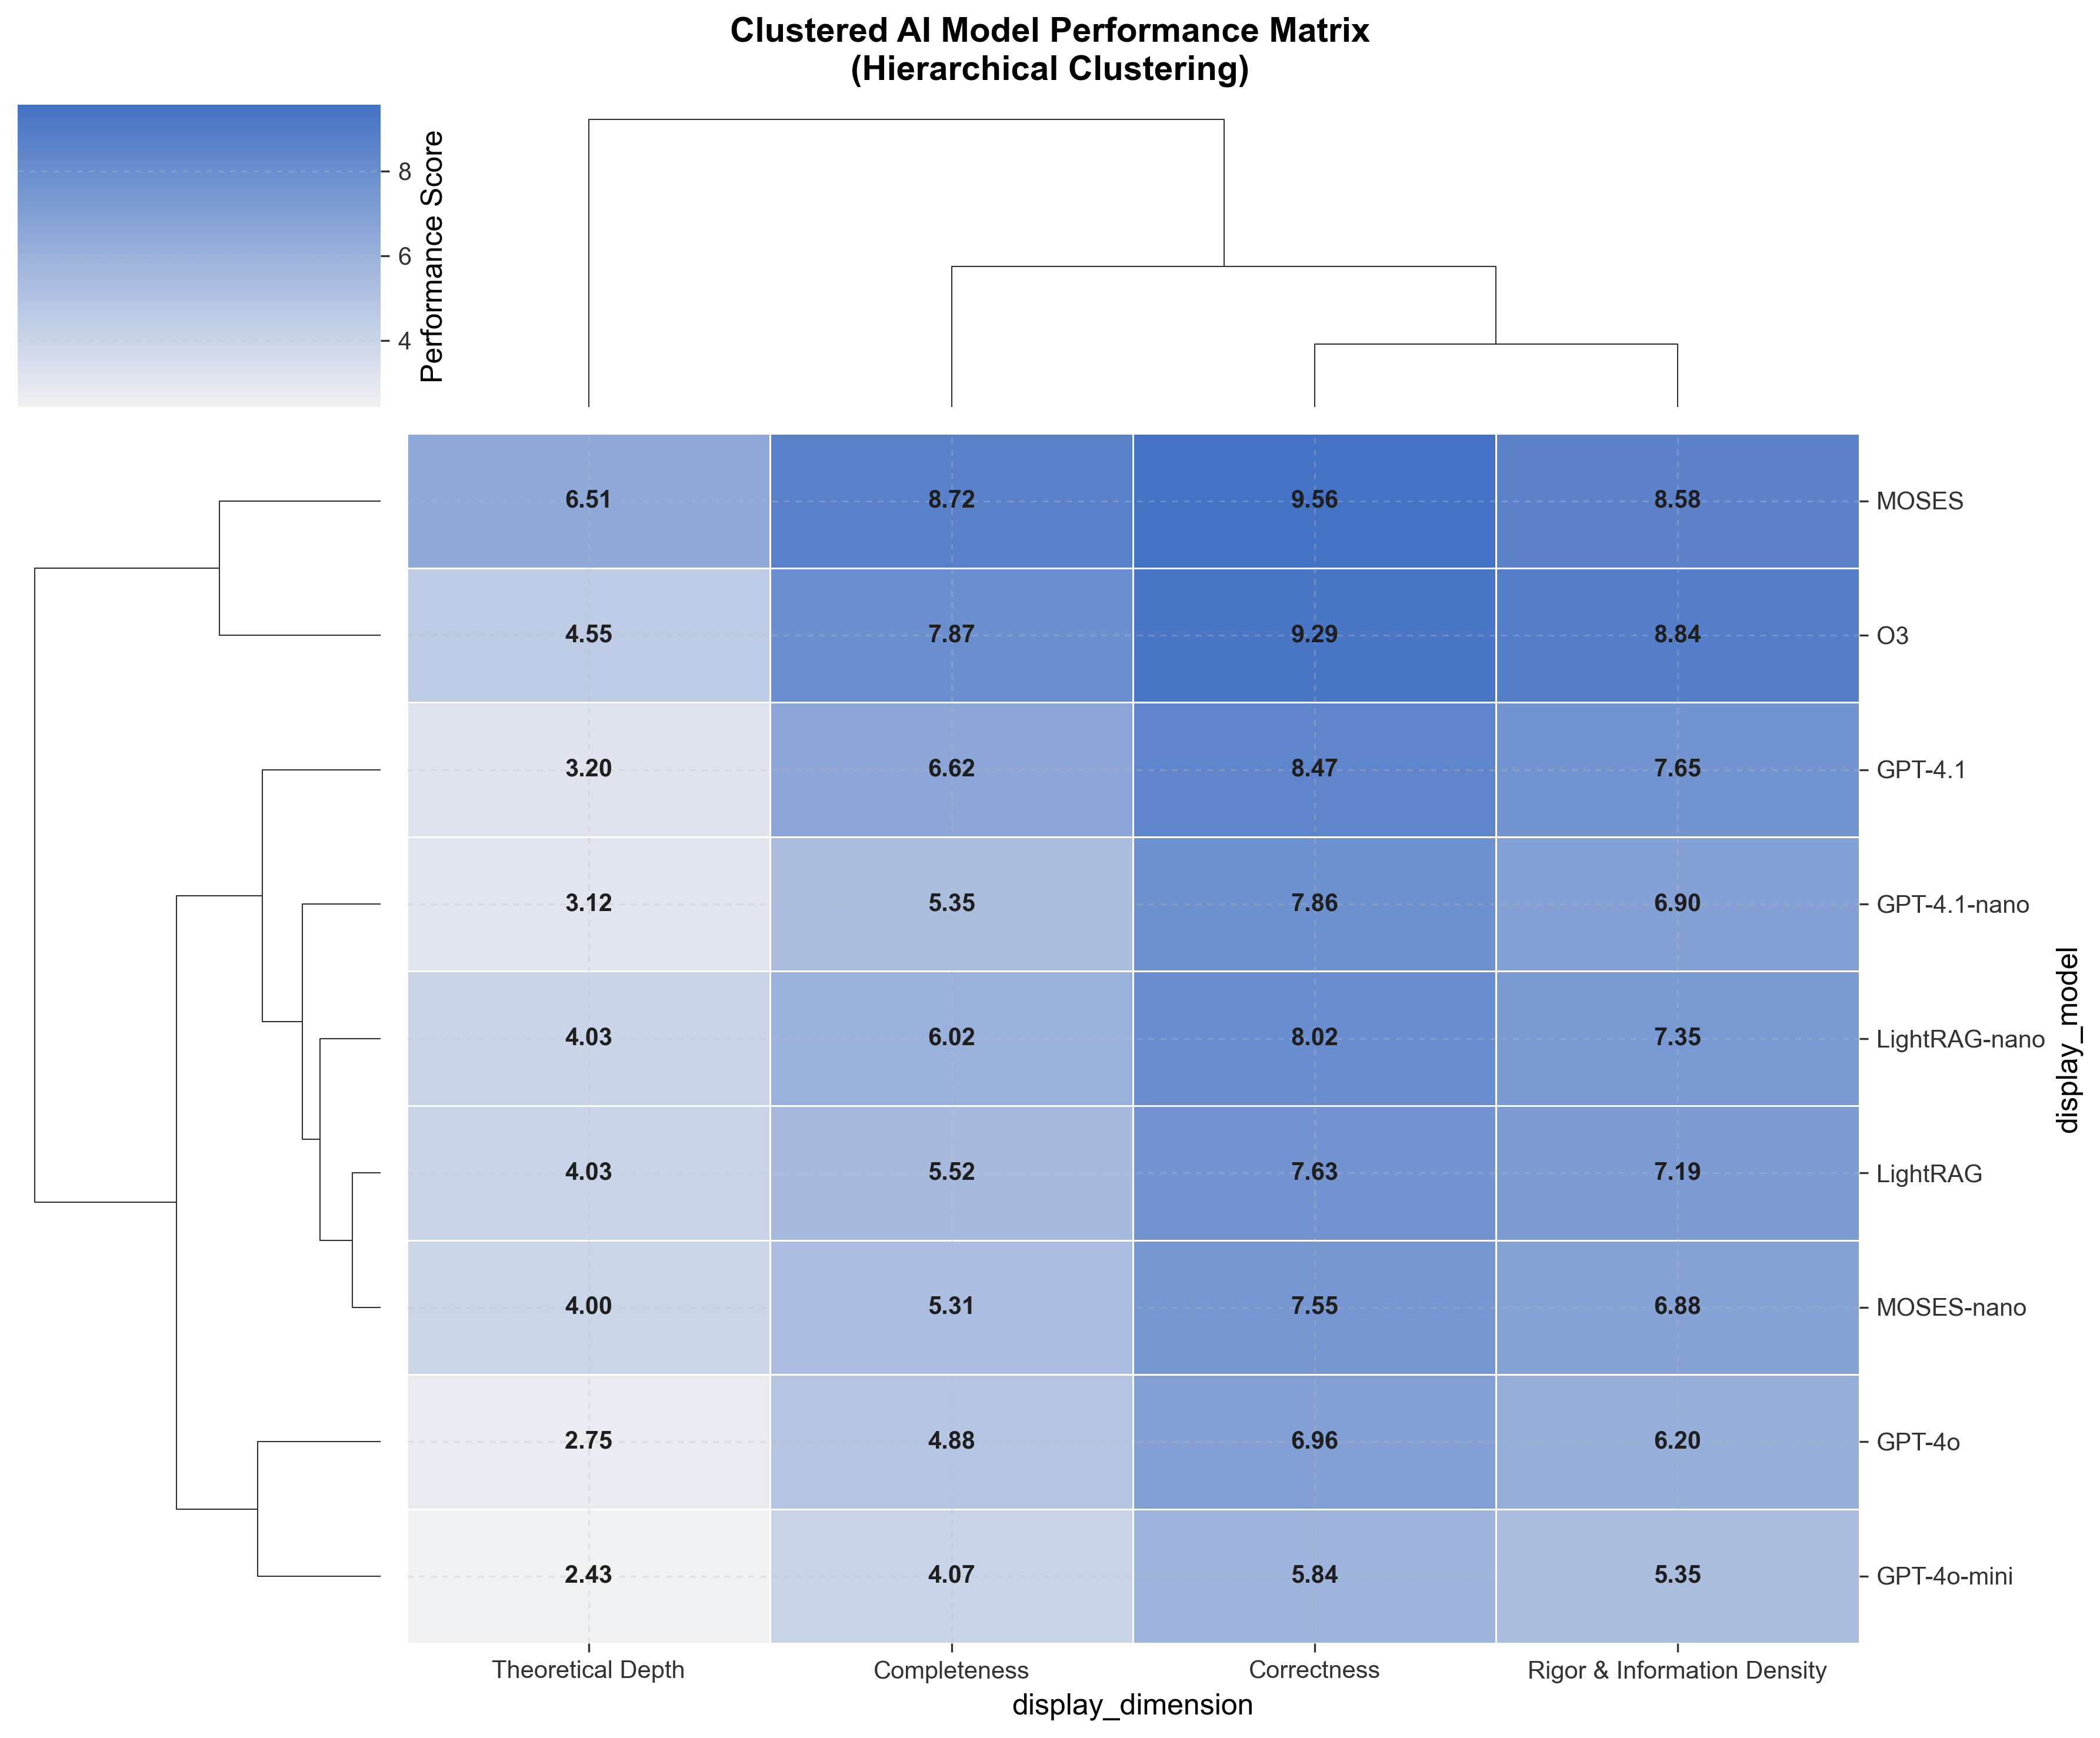 Clustered AI Model Performance Matrix
(Hierarchical Clustering)
8
6
4
Performance Score
6.51 8.72 9.56 8.58 MOSES
4.55 7.87 9.29 8.84 O3
3.20 6.62 8.47 7.65 GPT-4.1
3.12 5.35 7.86 6.90 GPT-4.1-nano
4.03 6.02 8.02 7.35 LightRAG-nano
4.03 5.52 7.63 7.19 LightRAG
4.00 5.31 7.55 6.88 MOSES-nano
2.75 4.88 6.96 6.20 GPT-4o
2.43 4.07 5.84 5.35 GPT-4o-mini
display_model
Theoretical Depth Completeness Correctness Rigor & Information Density
display_dimension